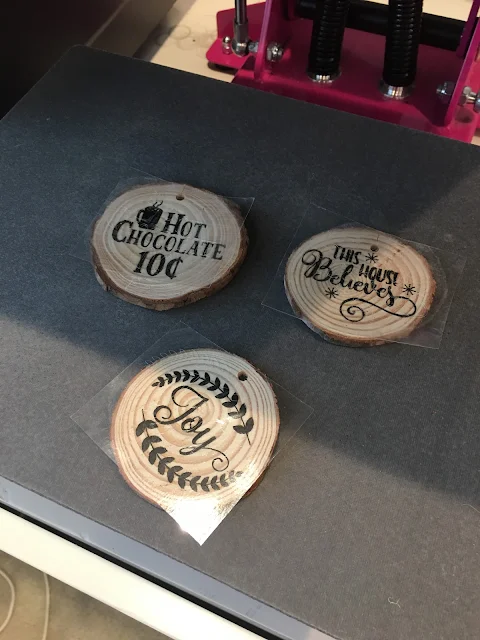 HOT
CHOCOLATE
10¢
THIS HOUSE
Believes
Joy